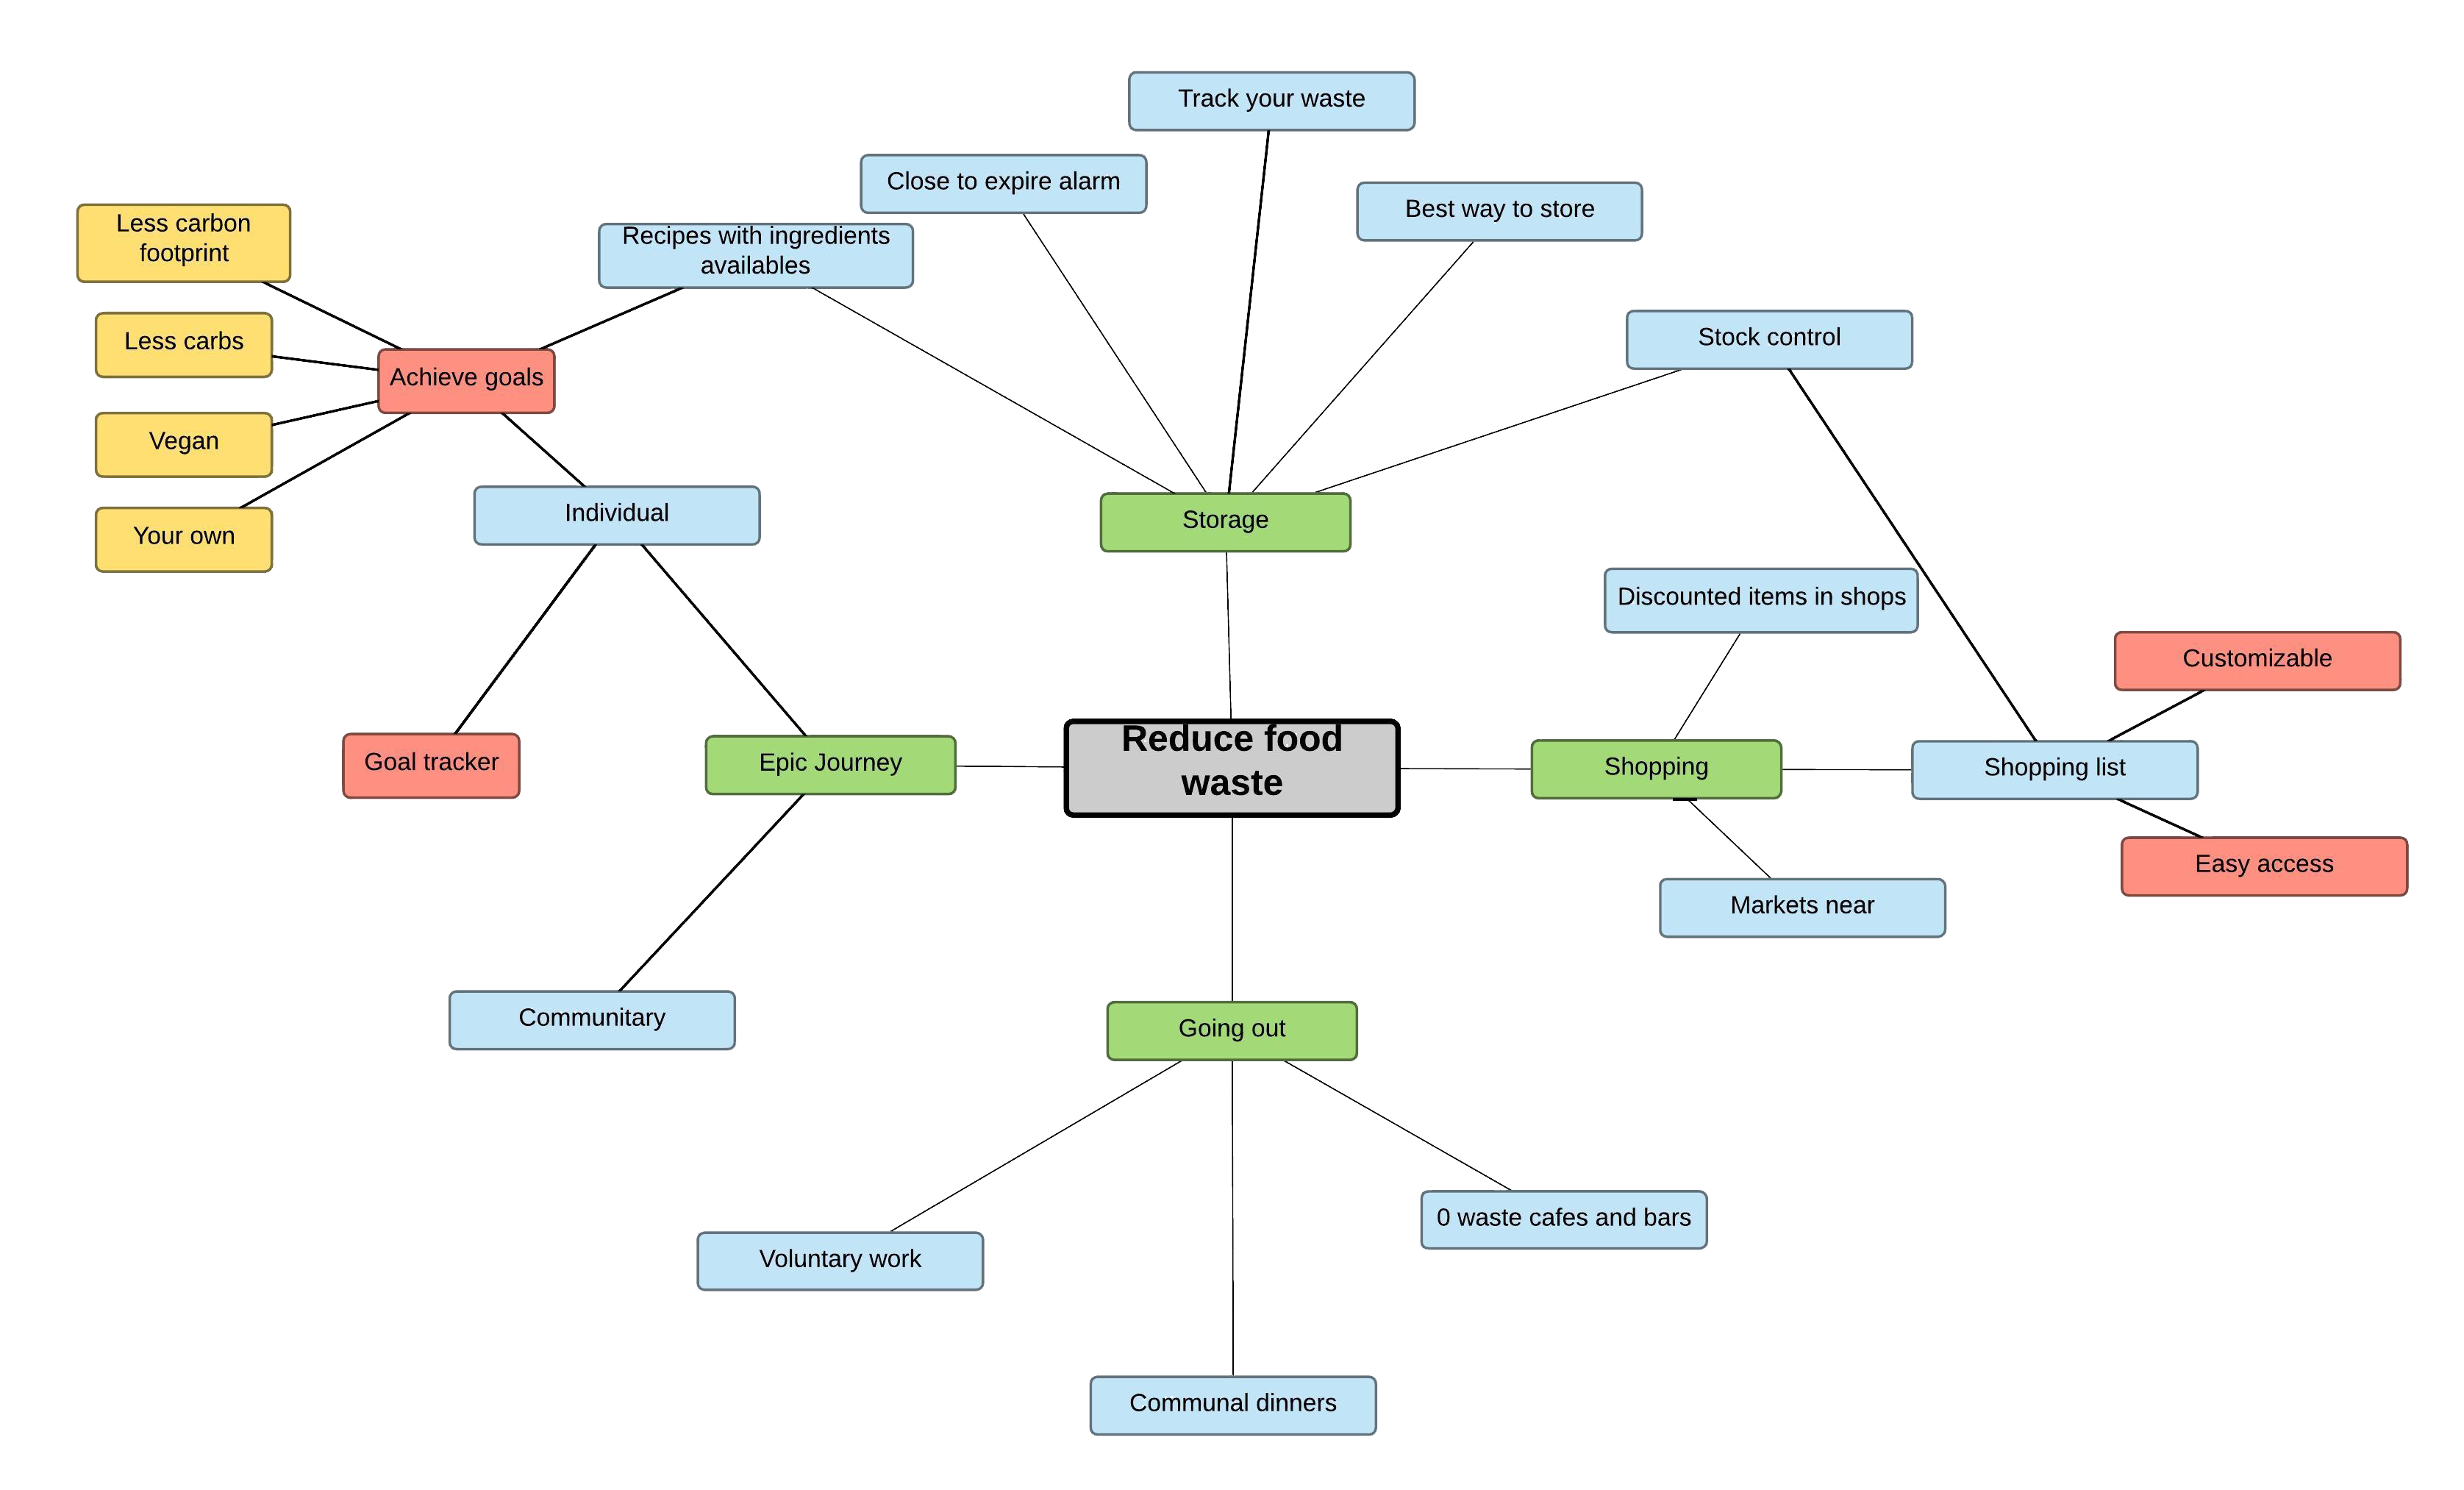 Track your waste
Close to expire alarm
Best way to store
Less carbon
footprint
Recipes with ingredients
availables
Stock control
Less carbs
Achieve goals
Vegan
Individual
Storage
Your own
Discounted items in shops
Customizable
Reduce food
waste
Goal tracker
Epic Journey
Shopping
Shopping list
Easy access
Markets near
Communitary
Going out
0 waste cafes and bars
Voluntary work
Communal dinners